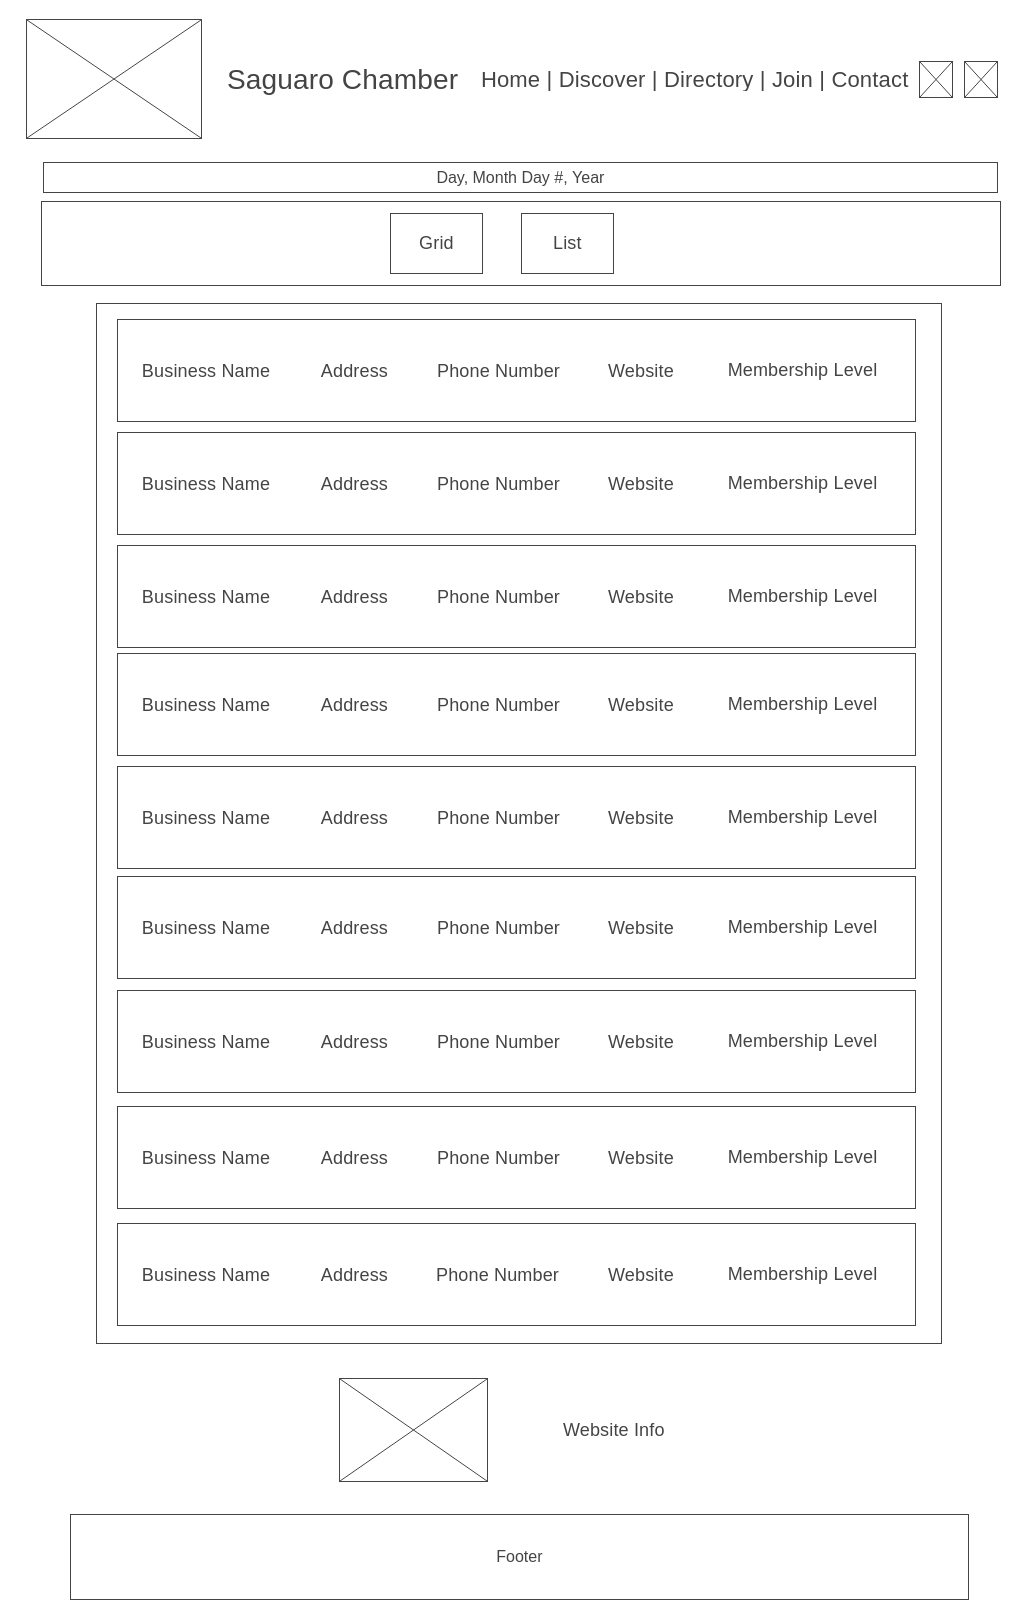 Saguaro Chamber Home | Discover | Directory | Join | Contact
Day, Month Day #, Year
Grid List
Business Name Address Phone Number Website Membership Level
Business Name Address Phone Number Website Membership Level
Business Name Address Phone Number Website Membership Level
Business Name Address Phone Number Website Membership Level
Business Name Address Phone Number Website Membership Level
Business Name Address Phone Number Website Membership Level
Business Name Address Phone Number Website Membership Level
Business Name Address Phone Number Website Membership Level
Business Name Address Phone Number Website Membership Level
Website Info
Footer